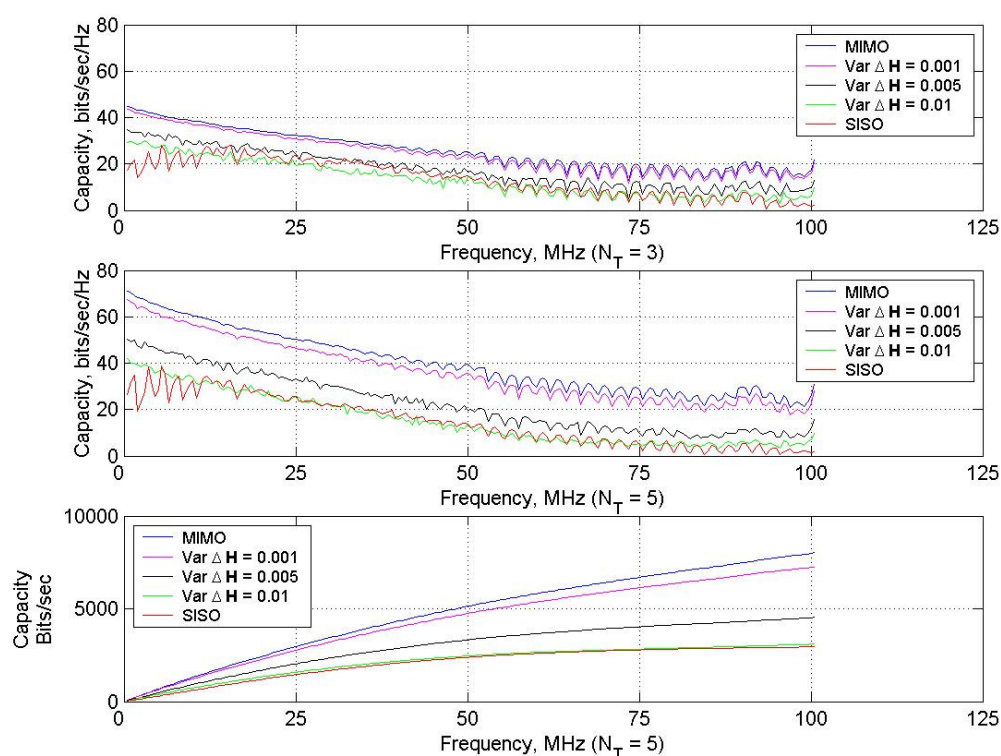 80
60
40
20
0
0 25 50 75 100 125
Capacity, bits/sec/Hz
Frequency, MHz (N_T = 3)
MIMO
Var Δ H = 0.001
Var Δ H = 0.005
Var Δ H = 0.01
SISO
80
60
40
20
0
0 25 50 75 100 125
Capacity, bits/sec/Hz
Frequency, MHz (N_T = 5)
MIMO
Var Δ H = 0.001
Var Δ H = 0.005
Var Δ H = 0.01
SISO
10000
5000
0
0 25 50 75 100 125
Capacity
Bits/sec
Frequency, MHz (N_T = 5)
MIMO
Var Δ H = 0.001
Var Δ H = 0.005
Var Δ H = 0.01
SISO